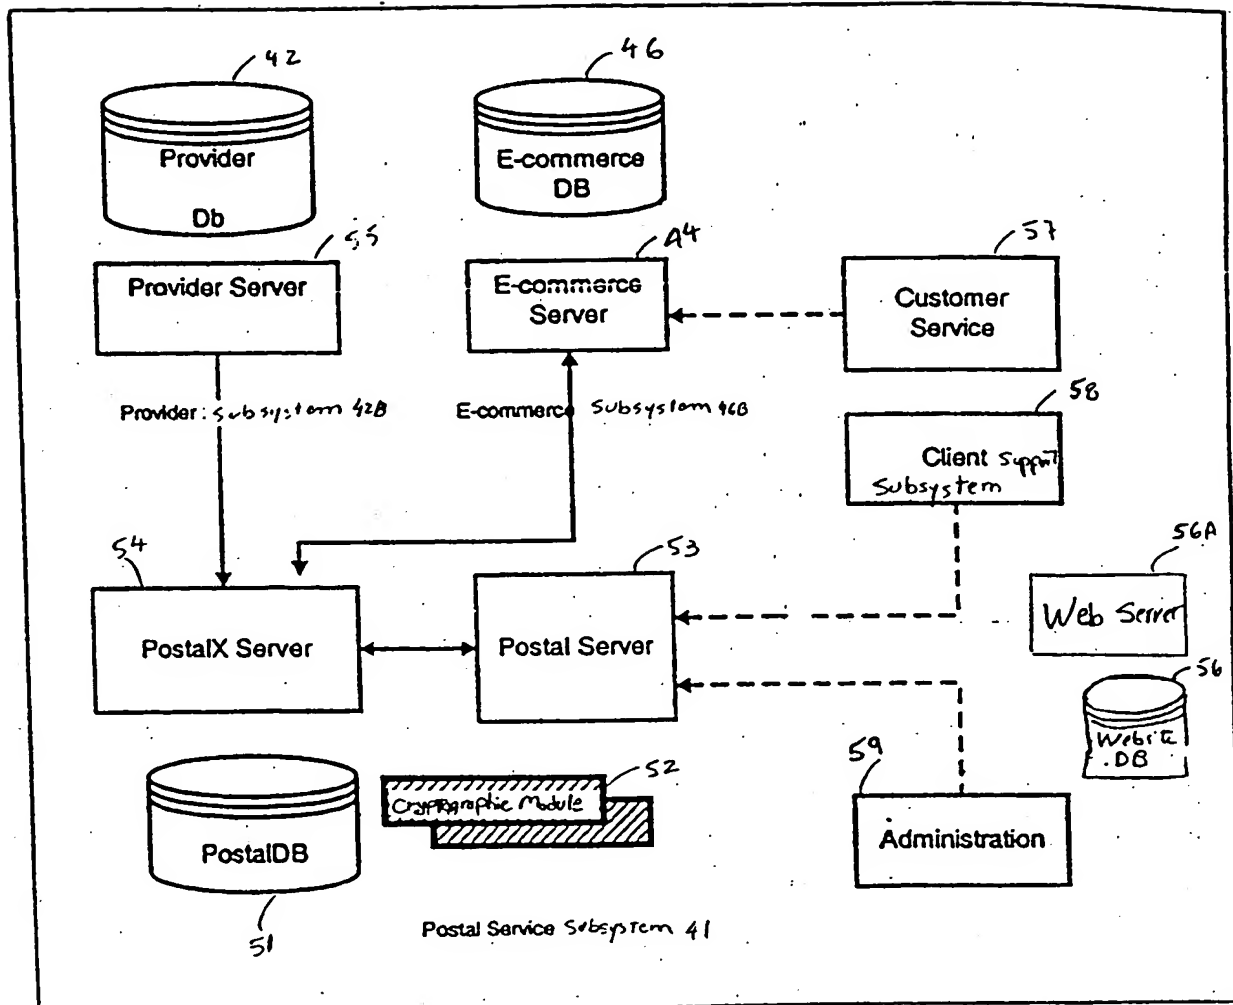 42
46
Provider
Db
E-commerce
DB
55
A4
57
Provider Server
E-commerce
Server
Customer
Service
Provider: Subsystem 42B
E-commerce Subsystem 46B
58
Client Support
Subsystem
54
53
56A
PostalX Server
Postal Server
Web Server
56
Website
DB
52
59
Cryptographic Module
PostalDB
Administration
51
Postal Service Subsystem 41